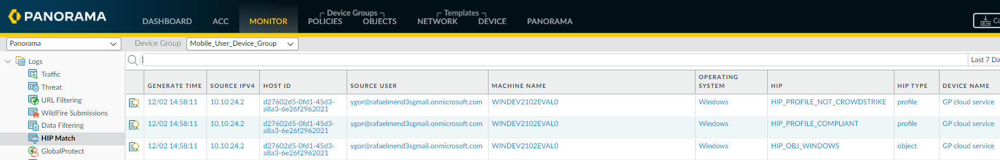 PANORAMA
Device Groups
Templates
DASHBOARD ACC MONITOR POLICIES OBJECTS NETWORK DEVICE PANORAMA
Panorama
Device Group Mobile_User_Device_Group
Logs
Traffic
Threat
URL Filtering
WildFire Submissions
Data Filtering
HIP Match
GlobalProtect
Last 7 Da
GENERATE TIME SOURCE IPV4 HOST ID SOURCE USER MACHINE NAME OPERATING SYSTEM HIP HIP TYPE DEVICE NAME
12/02 14:58:11 10.10.24.2 d27602d5-0fd1-45d3- ygor@rafaelmend3sgmail.onmicrosoft.com WINDEV2102EVAL0 Windows HIP_PROFILE_NOT_CROWDSTRIKE profile GP cloud service
a8a3-6e26f2962021
12/02 14:58:11 10.10.24.2 d27602d5-0fd1-45d3- ygor@rafaelmend3sgmail.onmicrosoft.com WINDEV2102EVAL0 Windows HIP_PROFILE_COMPLIANT profile GP cloud service
a8a3-6e26f2962021
12/02 14:58:11 10.10.24.2 d27602d5-0fd1-45d3- ygor@rafaelmend3sgmail.onmicrosoft.com WINDEV2102EVAL0 Windows HIP_OBJ_WINDOWS object GP cloud service
a8a3-6e26f2962021